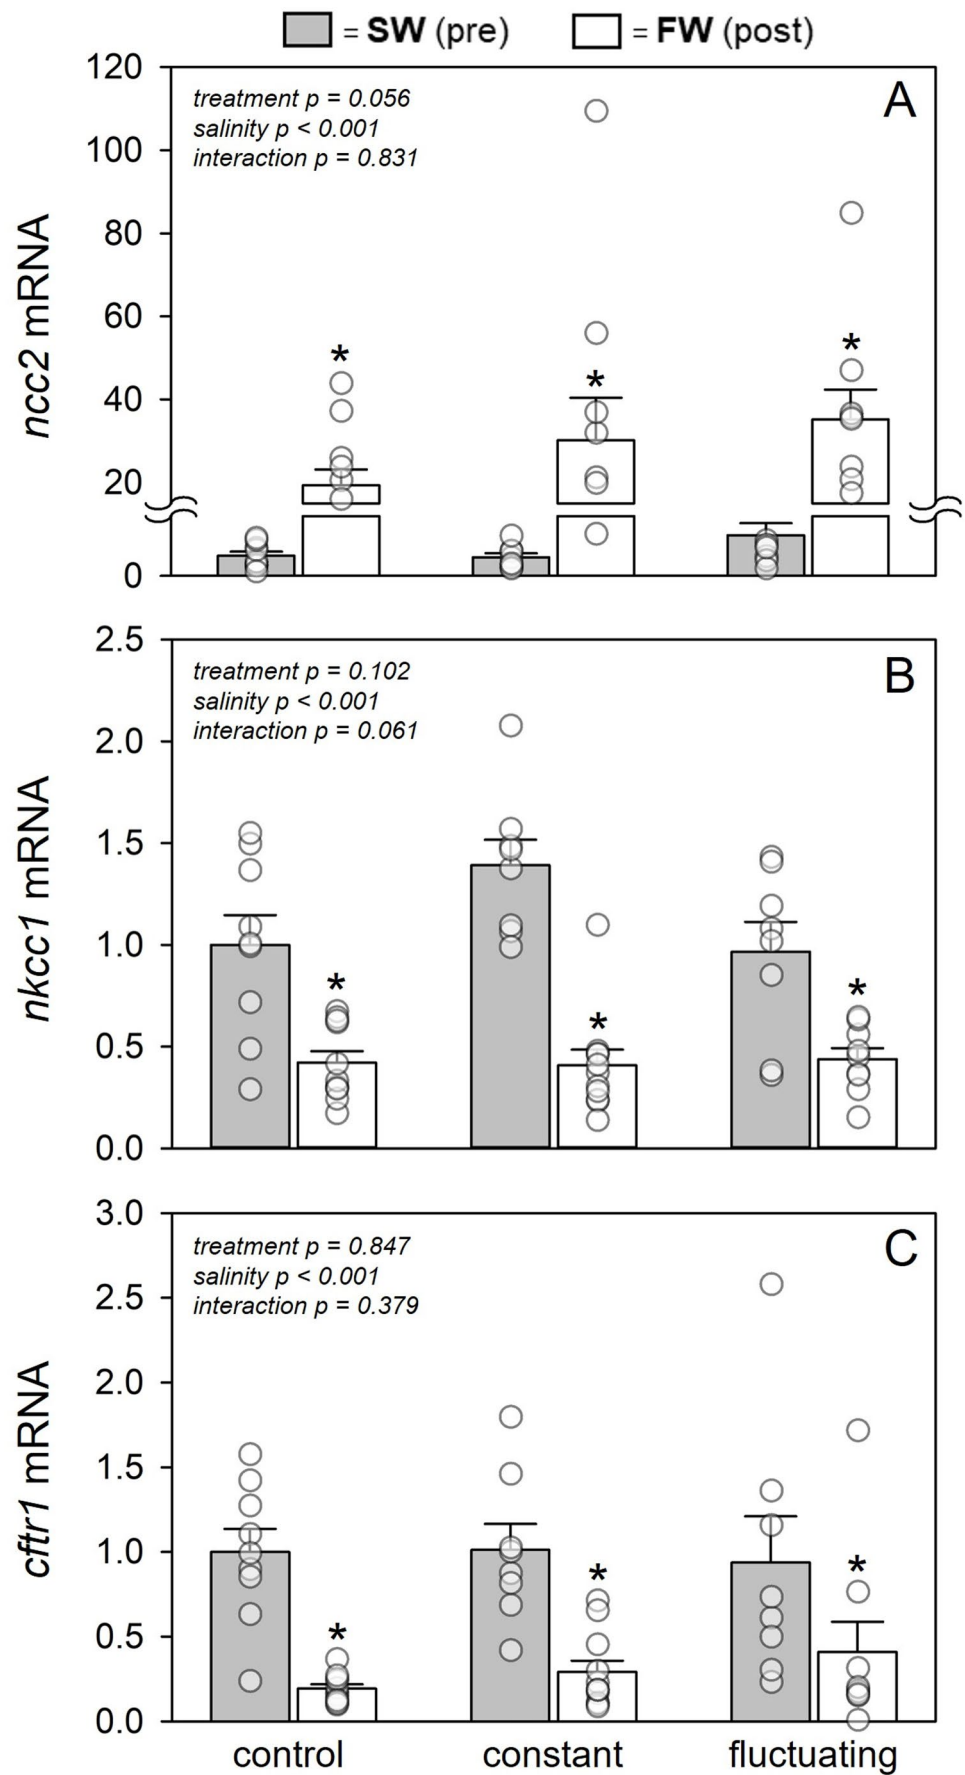 = SW (pre) = FW (post)
A
treatment p = 0.056
salinity p < 0.001
interaction p = 0.831
120
100
80
60
40
20
0
ncc2 mRNA
*
*
*
B
treatment p = 0.102
salinity p < 0.001
interaction p = 0.061
2.5
2.0
1.5
1.0
0.5
0.0
nkcc1 mRNA
*
*
*
C
treatment p = 0.847
salinity p < 0.001
interaction p = 0.379
3.0
2.5
2.0
1.5
1.0
0.5
0.0
cftr1 mRNA
*
*
*
control constant fluctuating